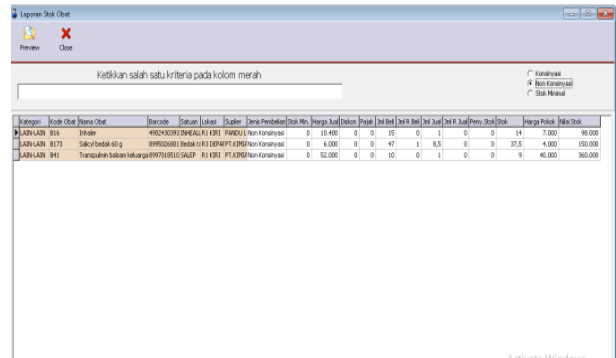 Laporan Stok Obat
Preview Close
Ketikkan salah satu kriteria pada kolom merah
Konsinyasi
Non Konsinyasi
Stok Minimal
Kategori Kode Obat Nama Obat Barcode Satuan Lokasi Suplier Jenis Pembelian Stok Min. Harga Jual Diskon Pajak Jml Beli Jml R Beli Jml Jual Jml R Jual Peny. Stok Stok Harga Pokok Nilai Stok
LAIN-LAIN B16 Inhaler R1 KIRI PANDU L Non Konsinyasi 0 10.400 0 0 15 0 1 0 0 14 7.000 98.000
LAIN-LAIN B173 Salicyl bedak 60 g Bedak ta R3 DEPAN PT.KIMIA Non Konsinyasi 0 6.000 0 0 47 1 8,5 0 0 37,5 4.000 150.000
LAIN-LAIN B41 Transpulmin balsam keluarga SALEP R1 KIRI PT.KIMIA Non Konsinyasi 0 52.000 0 0 10 0 1 0 0 9 40.000 360.000
Activate Windows